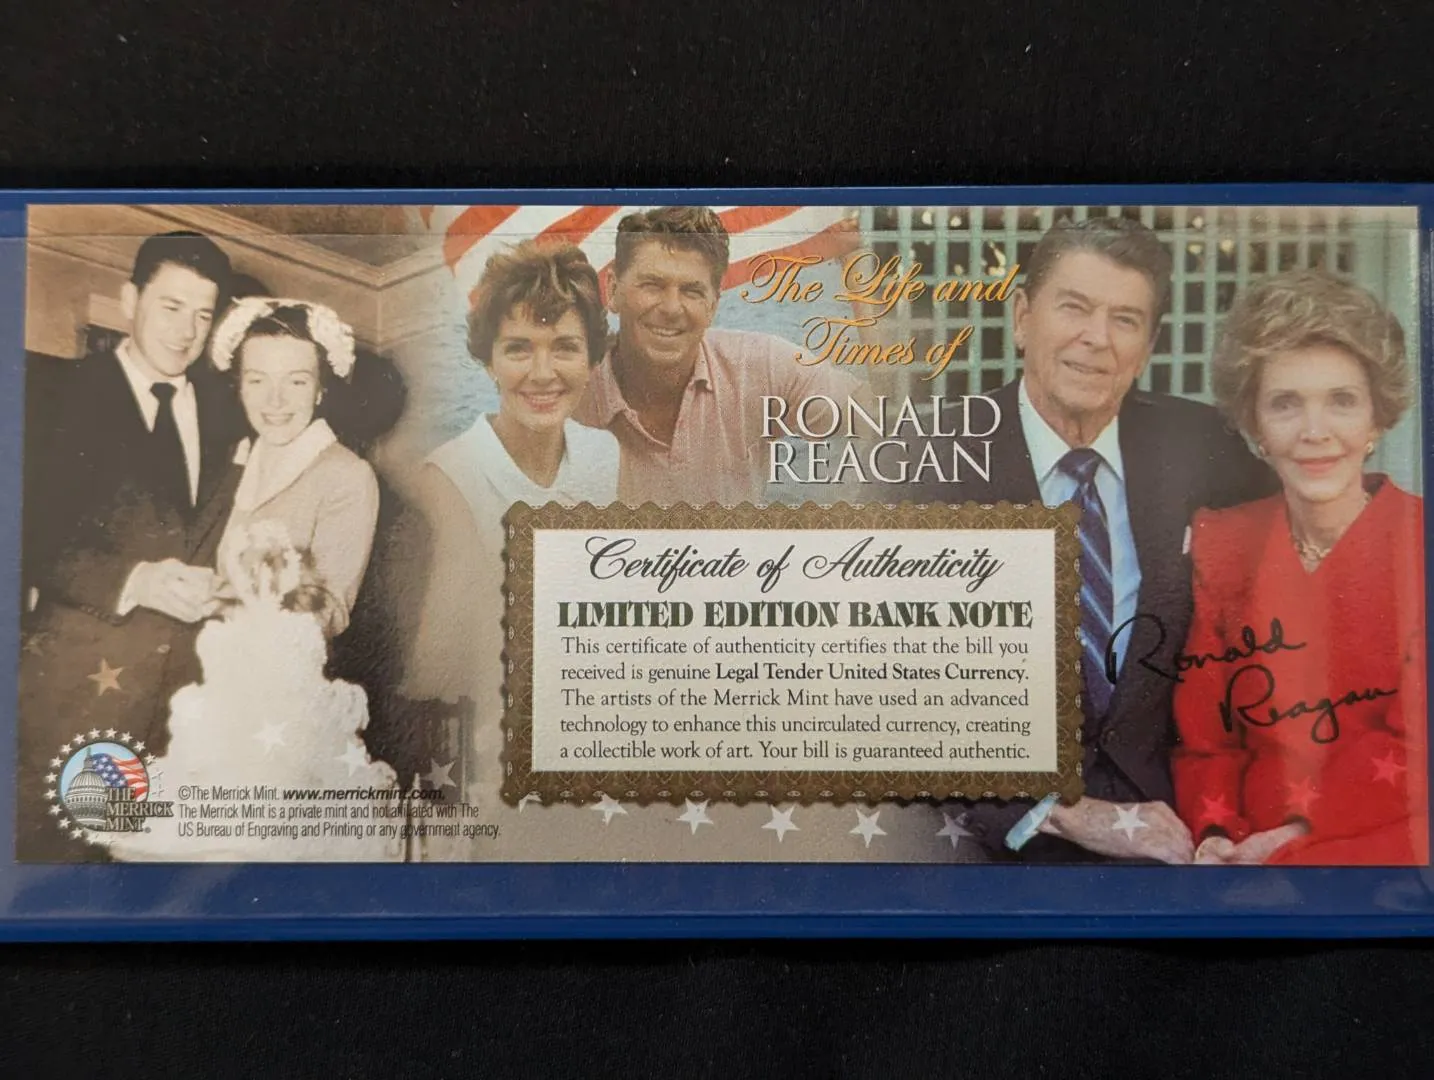 The Life and
Times of
RONALD
REAGAN
Certificate of Authenticity
LIMITED EDITION BANK NOTE
This certificate of authenticity certifies that the bill you
received is genuine Legal Tender United States Currency.
The artists of the Merrick Mint have used an advanced
technology to enhance this uncirculated currency, creating
a collectible work of art. Your bill is guaranteed authentic.
Ronald
Reagan
THE
MERRICK
MINT.
©The Merrick Mint. www.merrickmint.com.
The Merrick Mint is a private mint and not affiliated with The
US Bureau of Engraving and Printing or any government agency.